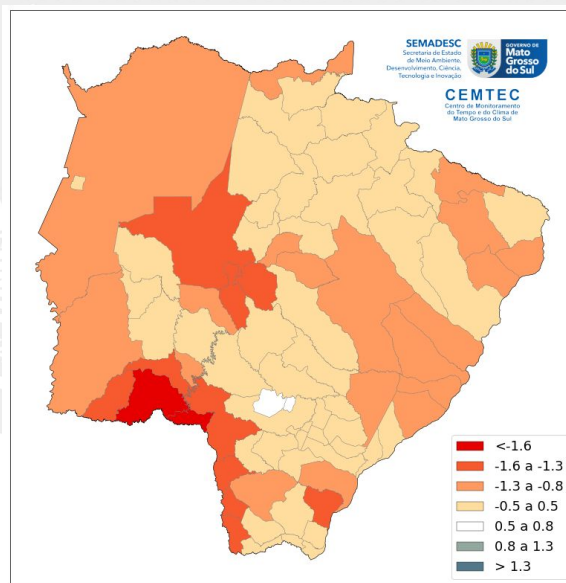 SEMADESC
Secretaria de Estado
de Meio Ambiente,
Desenvolvimento, Ciência,
Tecnologia e Inovação
GOVERNO DE
Mato
Grosso
do Sul
CEMTEC
Centro de Monitoramento
do Tempo e do Clima de
Mato Grosso do Sul
<-1.6
-1.6 a -1.3
-1.3 a -0.8
-0.5 a 0.5
0.5 a 0.8
0.8 a 1.3
> 1.3